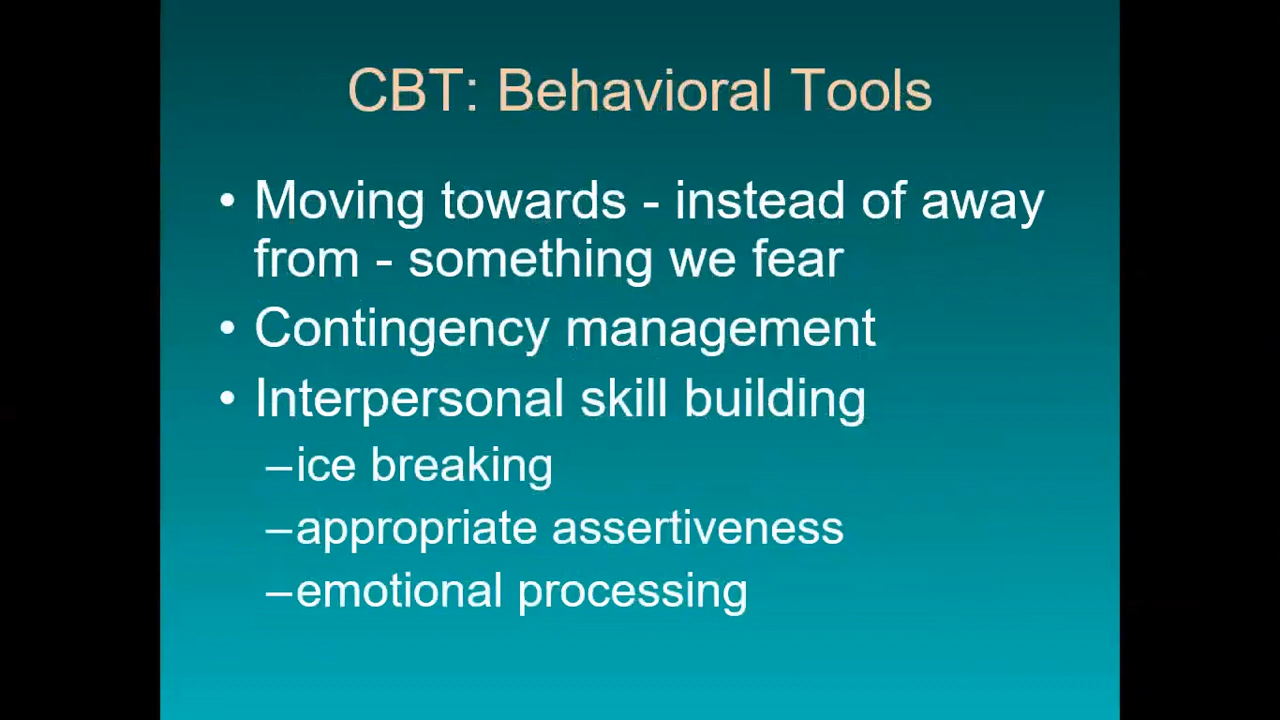 CBT: Behavioral Tools
• Moving towards - instead of away
from - something we fear
• Contingency management
• Interpersonal skill building
–ice breaking
–appropriate assertiveness
–emotional processing